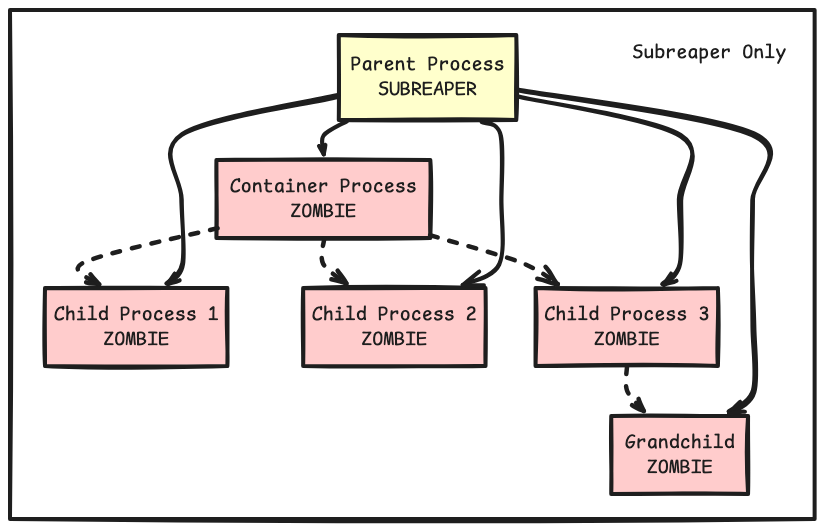 Subreaper Only
Parent Process
SUBREAPER
Container Process
ZOMBIE
Child Process 1
ZOMBIE
Child Process 2
ZOMBIE
Child Process 3
ZOMBIE
Grandchild
ZOMBIE